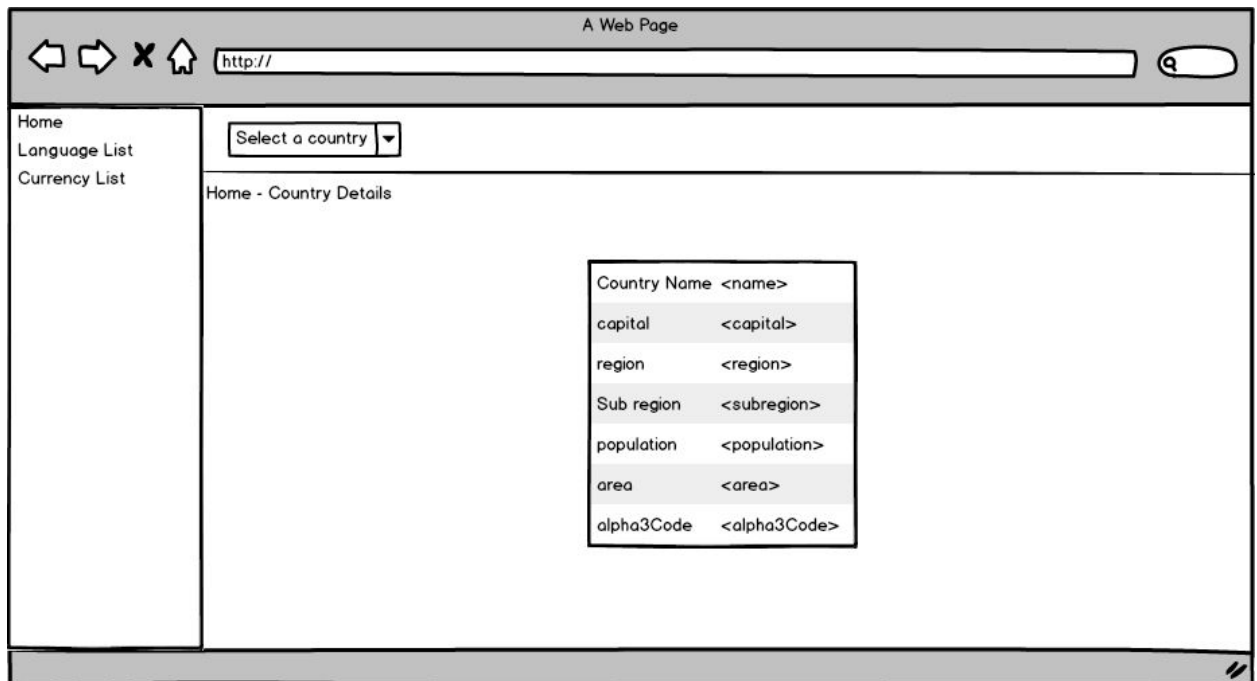 A Web Page
http://
Home
Language List
Currency List
Select a country
Home - Country Details
Country Name <name>
capital <capital>
region <region>
Sub region <subregion>
population <population>
area <area>
alpha3Code <alpha3Code>